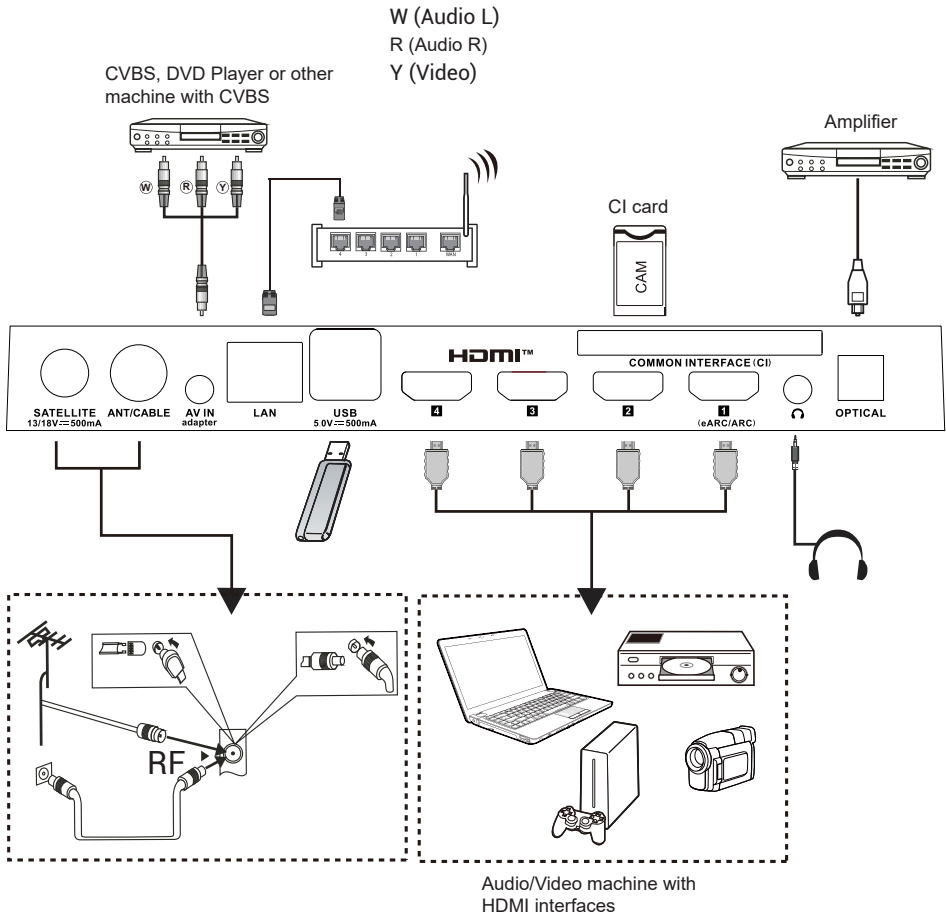 W (Audio L)
R (Audio R)
Y (Video)
CVBS, DVD Player or other
machine with CVBS
Amplifier
W R Y
CI card
CAM
4 3 2 1 WAN
HDMI™
COMMON INTERFACE (CI)
SATELLITE
13/18V⎓500mA
ANT/CABLE
AV IN
adapter
LAN
USB
5.0V⎓500mA
4
3
2
1
(eARC/ARC)
OPTICAL
RF
Audio/Video machine with
HDMI interfaces